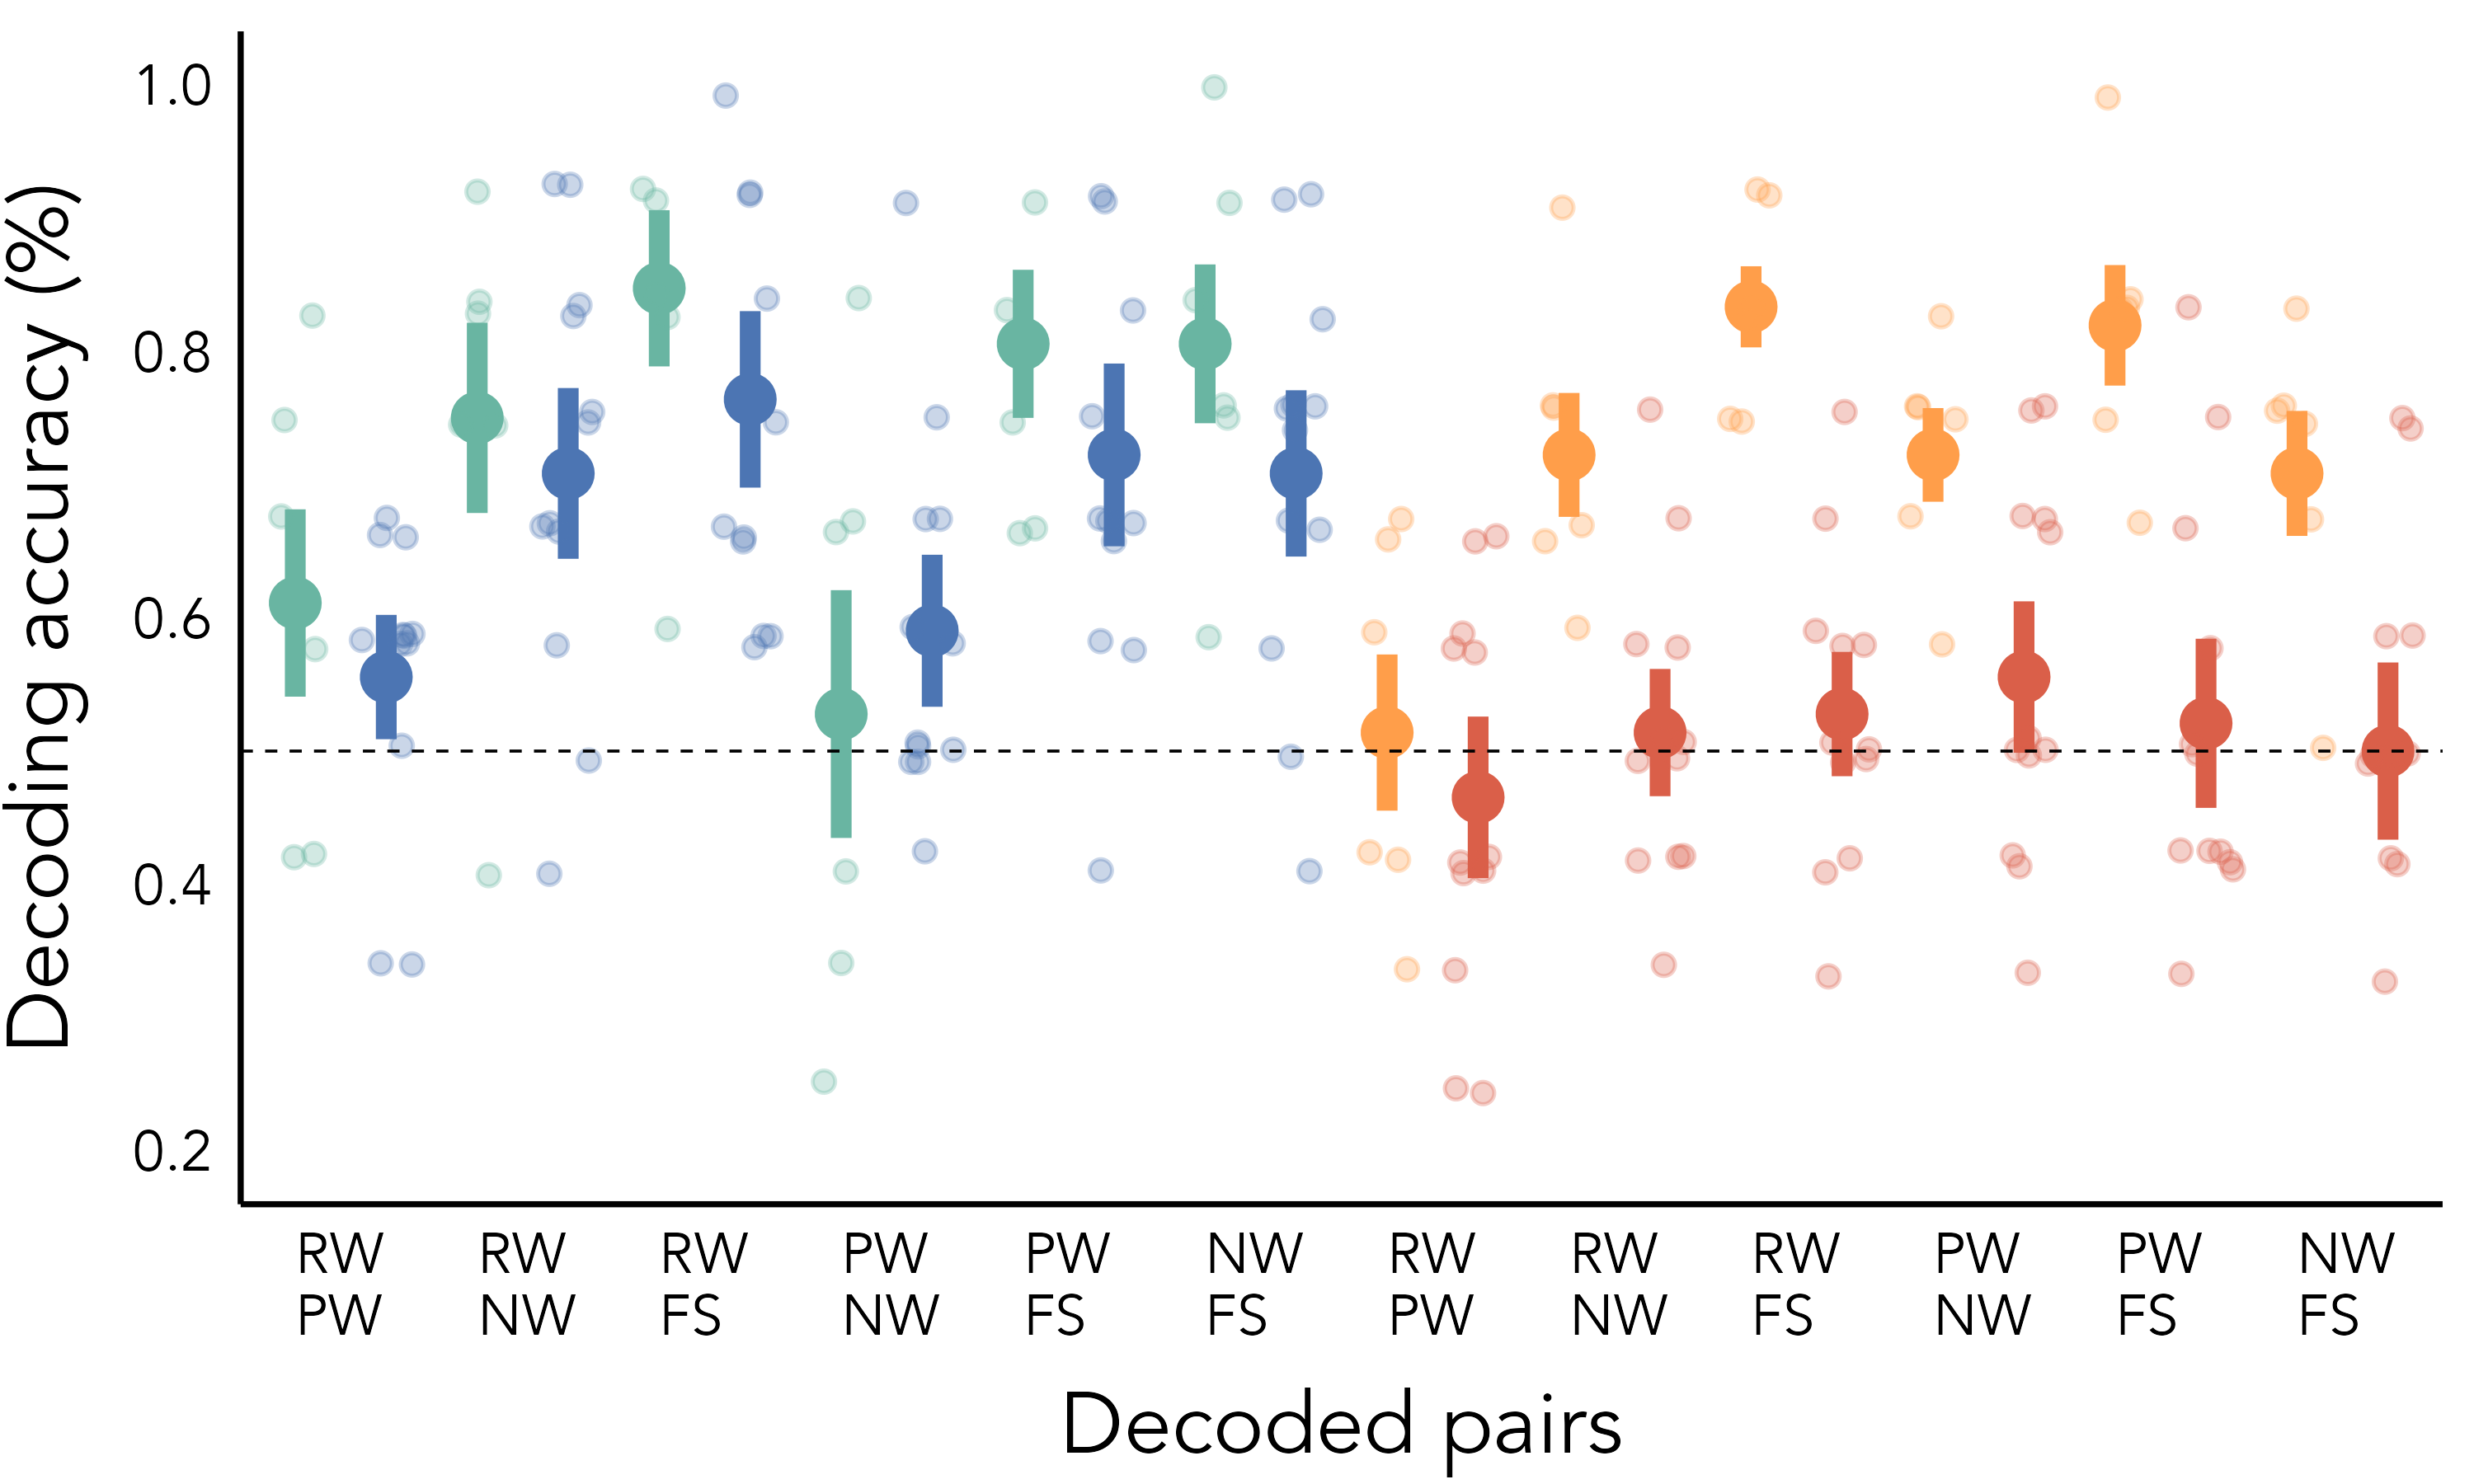 Decoding accuracy (%)
1.0
0.8
0.6
0.4
0.2
RW RW RW PW PW NW RW RW RW PW PW NW
PW NW FS NW FS FS PW NW FS NW FS FS
Decoded pairs